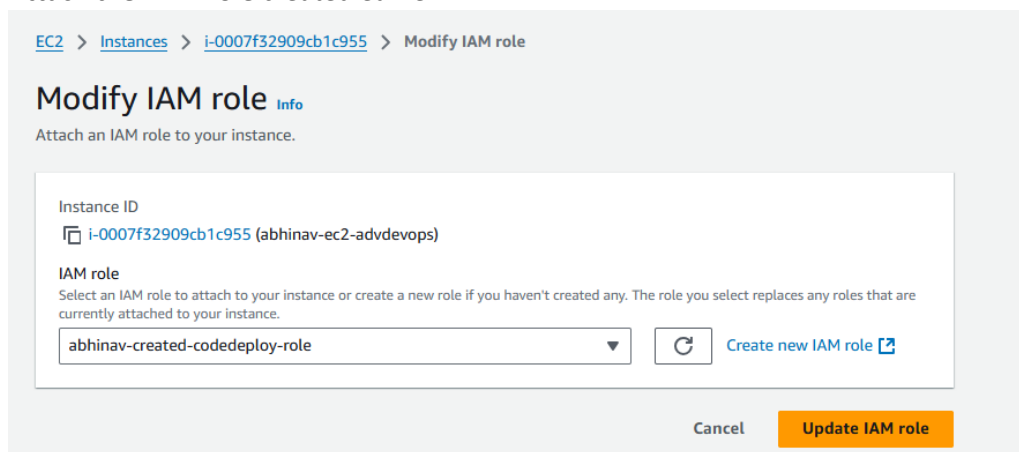 EC2 > Instances > i-0007f32909cb1c955 > Modify IAM role
Modify IAM role Info
Attach an IAM role to your instance.
Instance ID
i-0007f32909cb1c955 (abhinav-ec2-advdevops)
IAM role
Select an IAM role to attach to your instance or create a new role if you haven't created any. The role you select replaces any roles that are
currently attached to your instance.
abhinav-created-codedeploy-role
Create new IAM role
Cancel Update IAM role